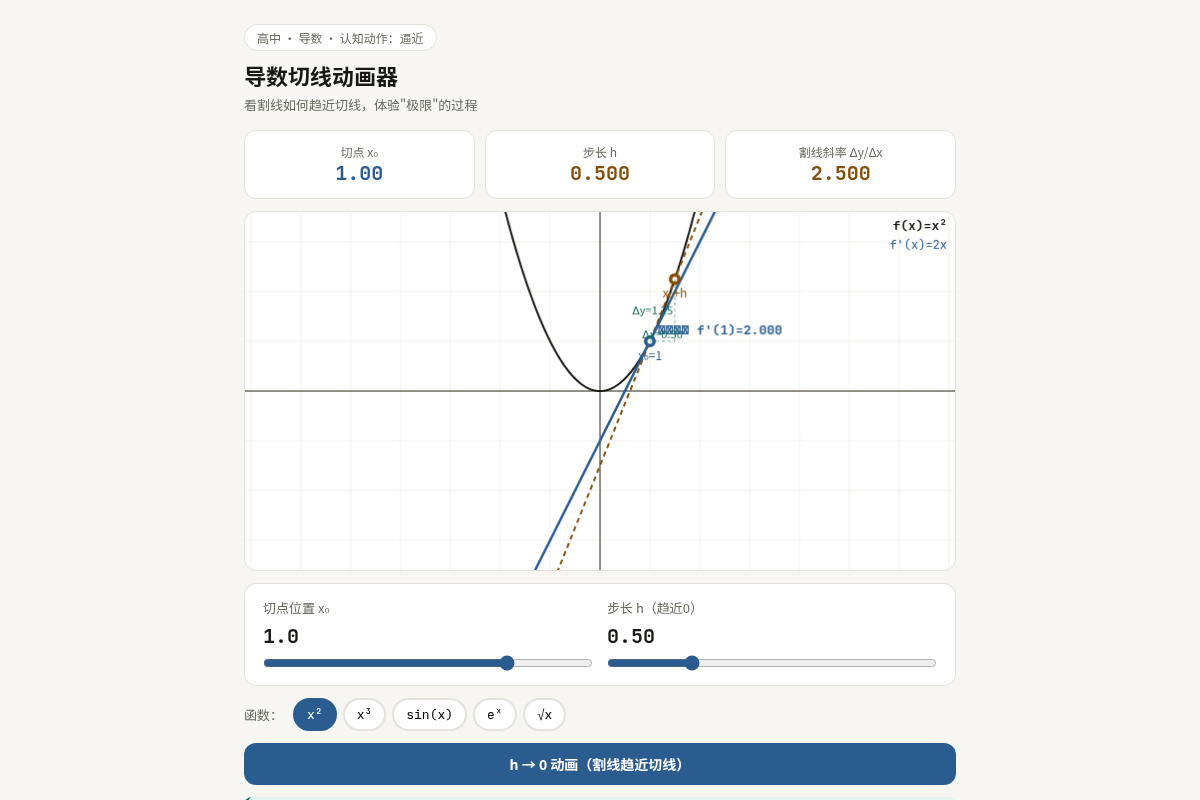 高中 · 导数 · 认知动作：逼近
导数切线动画器
看割线如何趋近切线，体验"极限"的过程
切点 x₀
1.00
步长 h
0.500
割线斜率 Δy/Δx
2.500
f(x)=x²
f'(x)=2x
f'(1)=2.000
x₀=1
切点位置 x₀
1.0
步长 h（趋近0）
0.50
函数：
x²
x³
sin(x)
eˣ
√x
h → 0 动画（割线趋近切线）